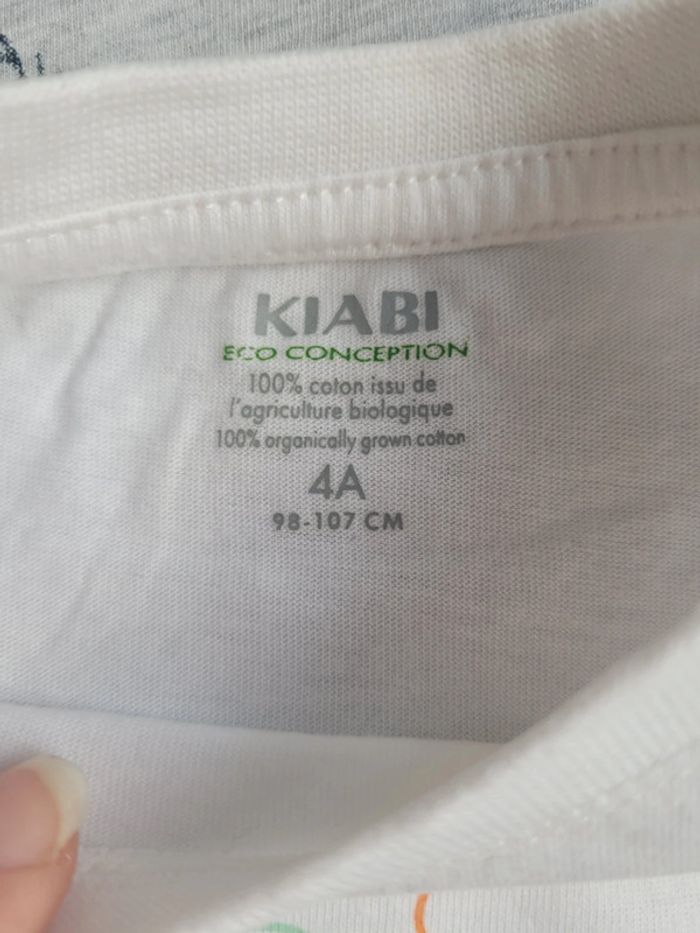 KIABI
ECO CONCEPTION
100% coton issu de
l'agriculture biologique
100% organically grown cotton
4A
98-107 CM